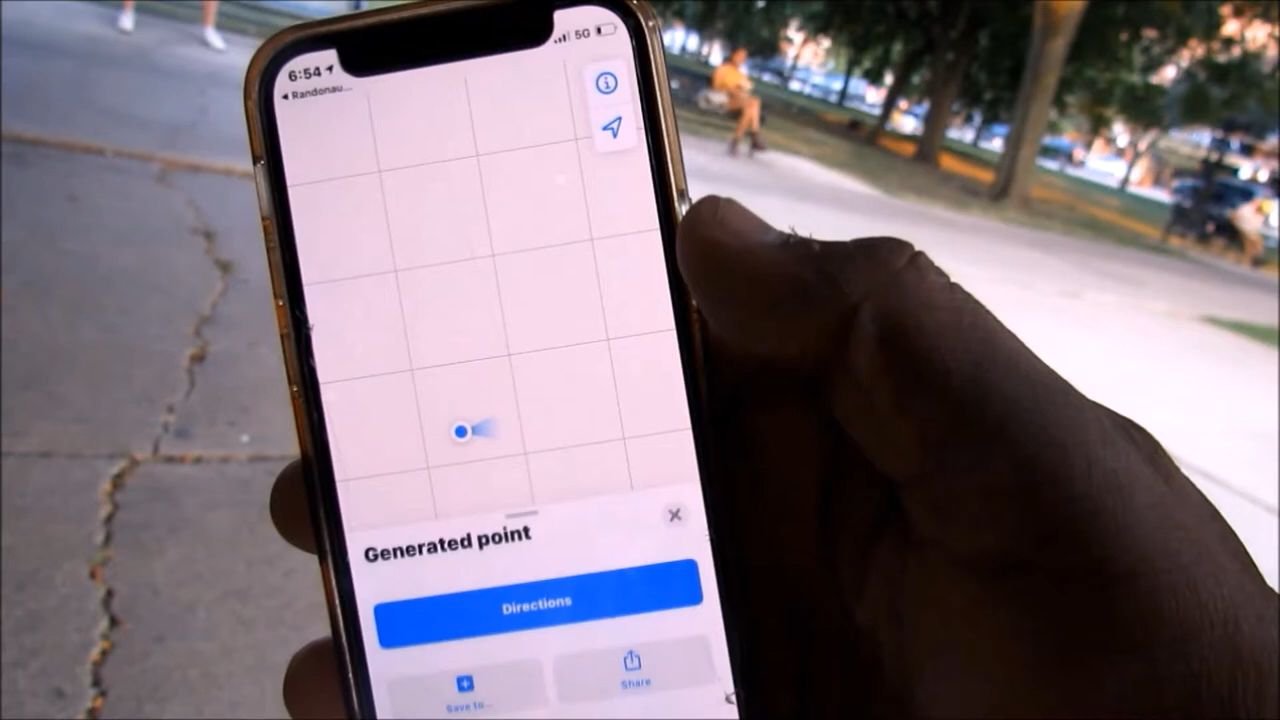 6:54
5G
Randonau...
Generated point
Directions
Save to...
Share